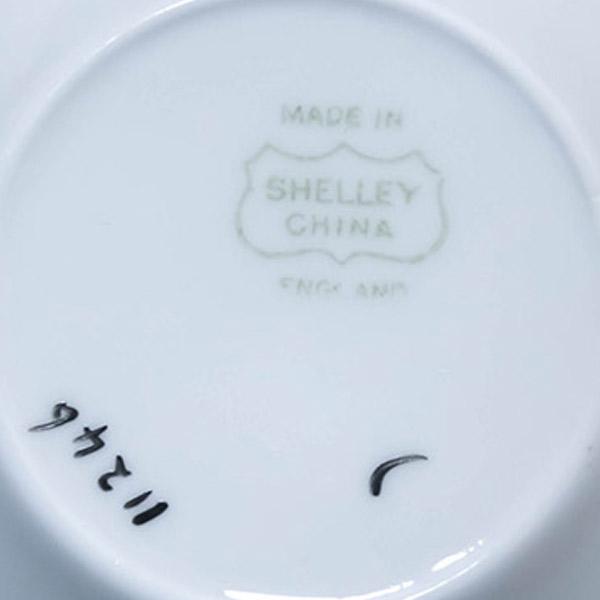 MADE IN
SHELLEY
CHINA
ENGLAND
11246